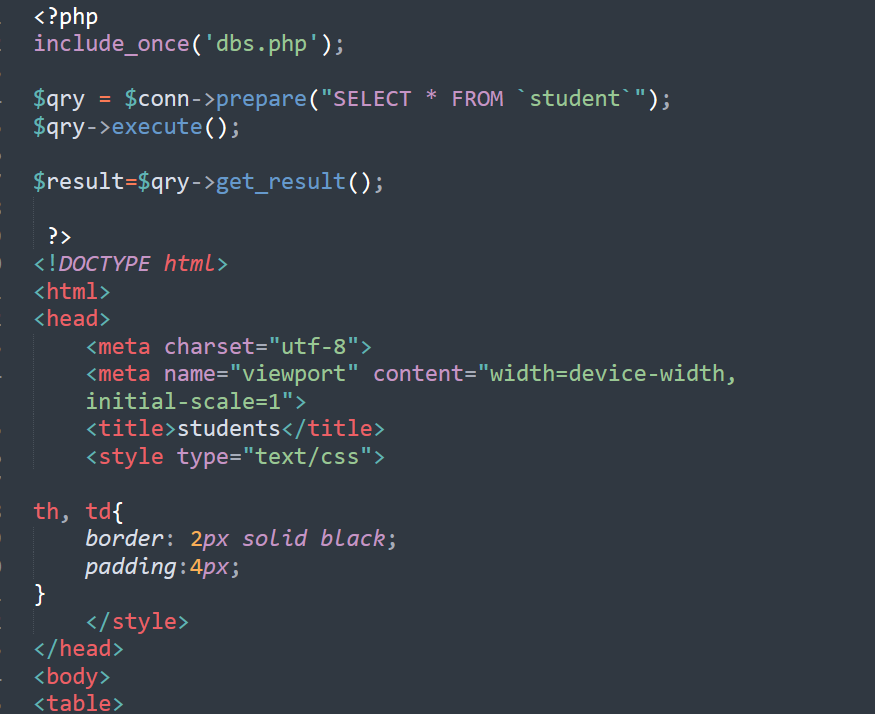 <?php
include_once('dbs.php');
$qry = $conn->prepare("SELECT * FROM `student`");
$qry->execute();
$result=$qry->get_result();
?>
<!DOCTYPE html>
<html>
<head>
<meta charset="utf-8">
<meta name="viewport" content="width=device-width,
initial-scale=1">
<title>students</title>
<style type="text/css">
th, td{
border: 2px solid black;
padding:4px;
}
</style>
</head>
<body>
<table>